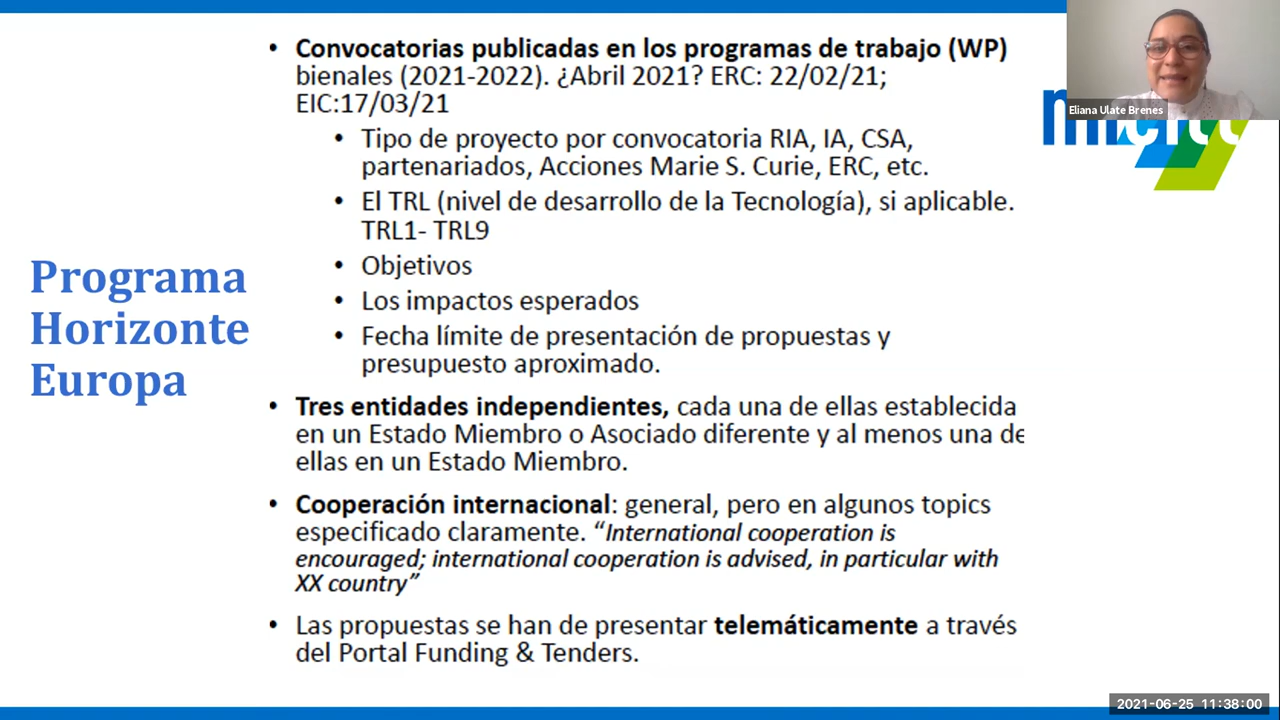 Programa
Horizonte
Europa
• Convocatorias publicadas en los programas de trabajo (WP)
bienales (2021-2022). ¿Abril 2021? ERC: 22/02/21;
EIC:17/03/21
• Tipo de proyecto por convocatoria RIA, IA, CSA,
partenariados, Acciones Marie S. Curie, ERC, etc.
• El TRL (nivel de desarrollo de la Tecnología), si aplicable.
TRL1- TRL9
• Objetivos
• Los impactos esperados
• Fecha límite de presentación de propuestas y
presupuesto aproximado.
• Tres entidades independientes, cada una de ellas establecida
en un Estado Miembro o Asociado diferente y al menos una de
ellas en un Estado Miembro.
• Cooperación internacional: general, pero en algunos topics
especificado claramente. “International cooperation is
encouraged; international cooperation is advised, in particular with
XX country”
• Las propuestas se han de presentar telemáticamente a través
del Portal Funding & Tenders.
Eliana Ulate Brenes
2021-06-25 11:38:00